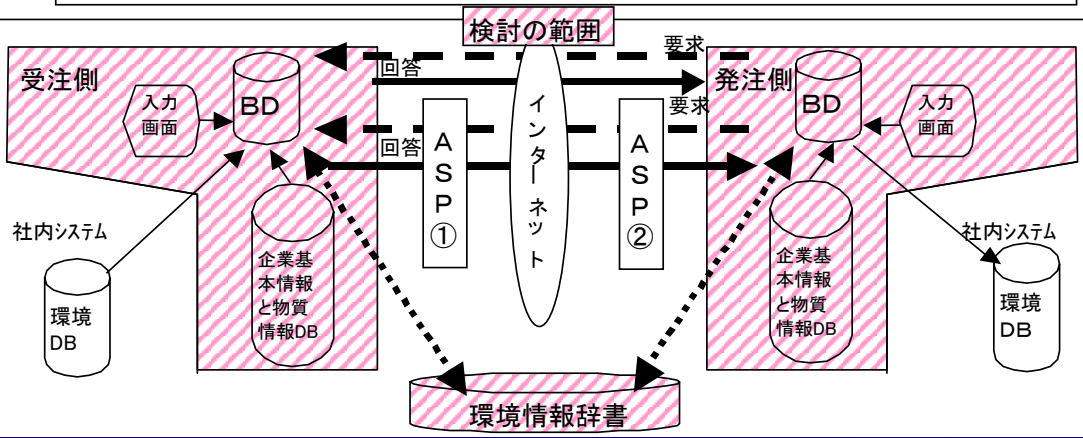 検討の範囲
受注側
入力
画面
BD
回答
要求
回答
要求
インターネット
ASP①
ASP②
発注側
BD
入力
画面
社内システム
環境
DB
企業基
本情報
と物質
情報DB
企業基
本情報
と物質
情報DB
社内システム
環境
DB
環境情報辞書